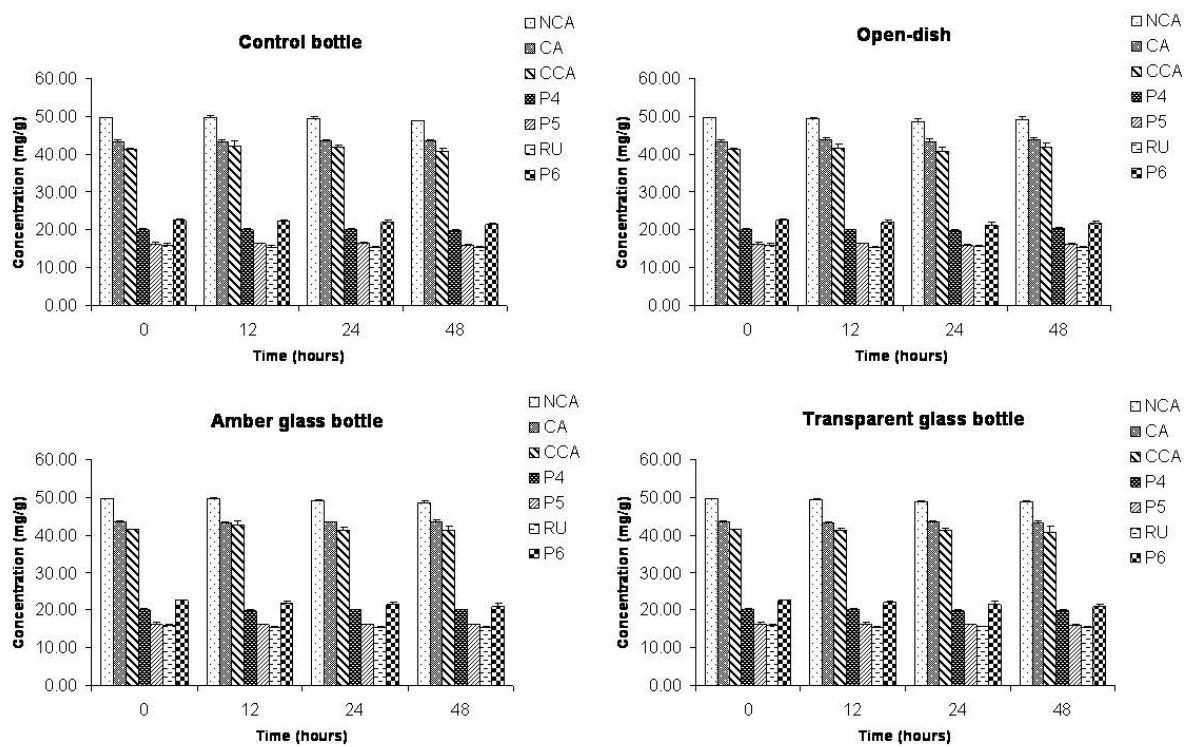 Control bottle
NCA
CA
CCA
P4
P5
RU
P6
Concentration (mg/g)
60.00
50.00
40.00
30.00
20.00
10.00
0.00
0 12 24 48
Time (hours)
Open-dish
NCA
CA
CCA
P4
P5
RU
P6
Concentration (mg/g)
60.00
50.00
40.00
30.00
20.00
10.00
0.00
0 12 24 48
Time (hours)
Amber glass bottle
NCA
CA
CCA
P4
P5
RU
P6
Concentration (mg/g)
60.00
50.00
40.00
30.00
20.00
10.00
0.00
0 12 24 48
Time (hours)
Transparent glass bottle
NCA
CA
CCA
P4
P5
RU
P6
Concentration (mg/g)
60.00
50.00
40.00
30.00
20.00
10.00
0.00
0 12 24 48
Time (hours)